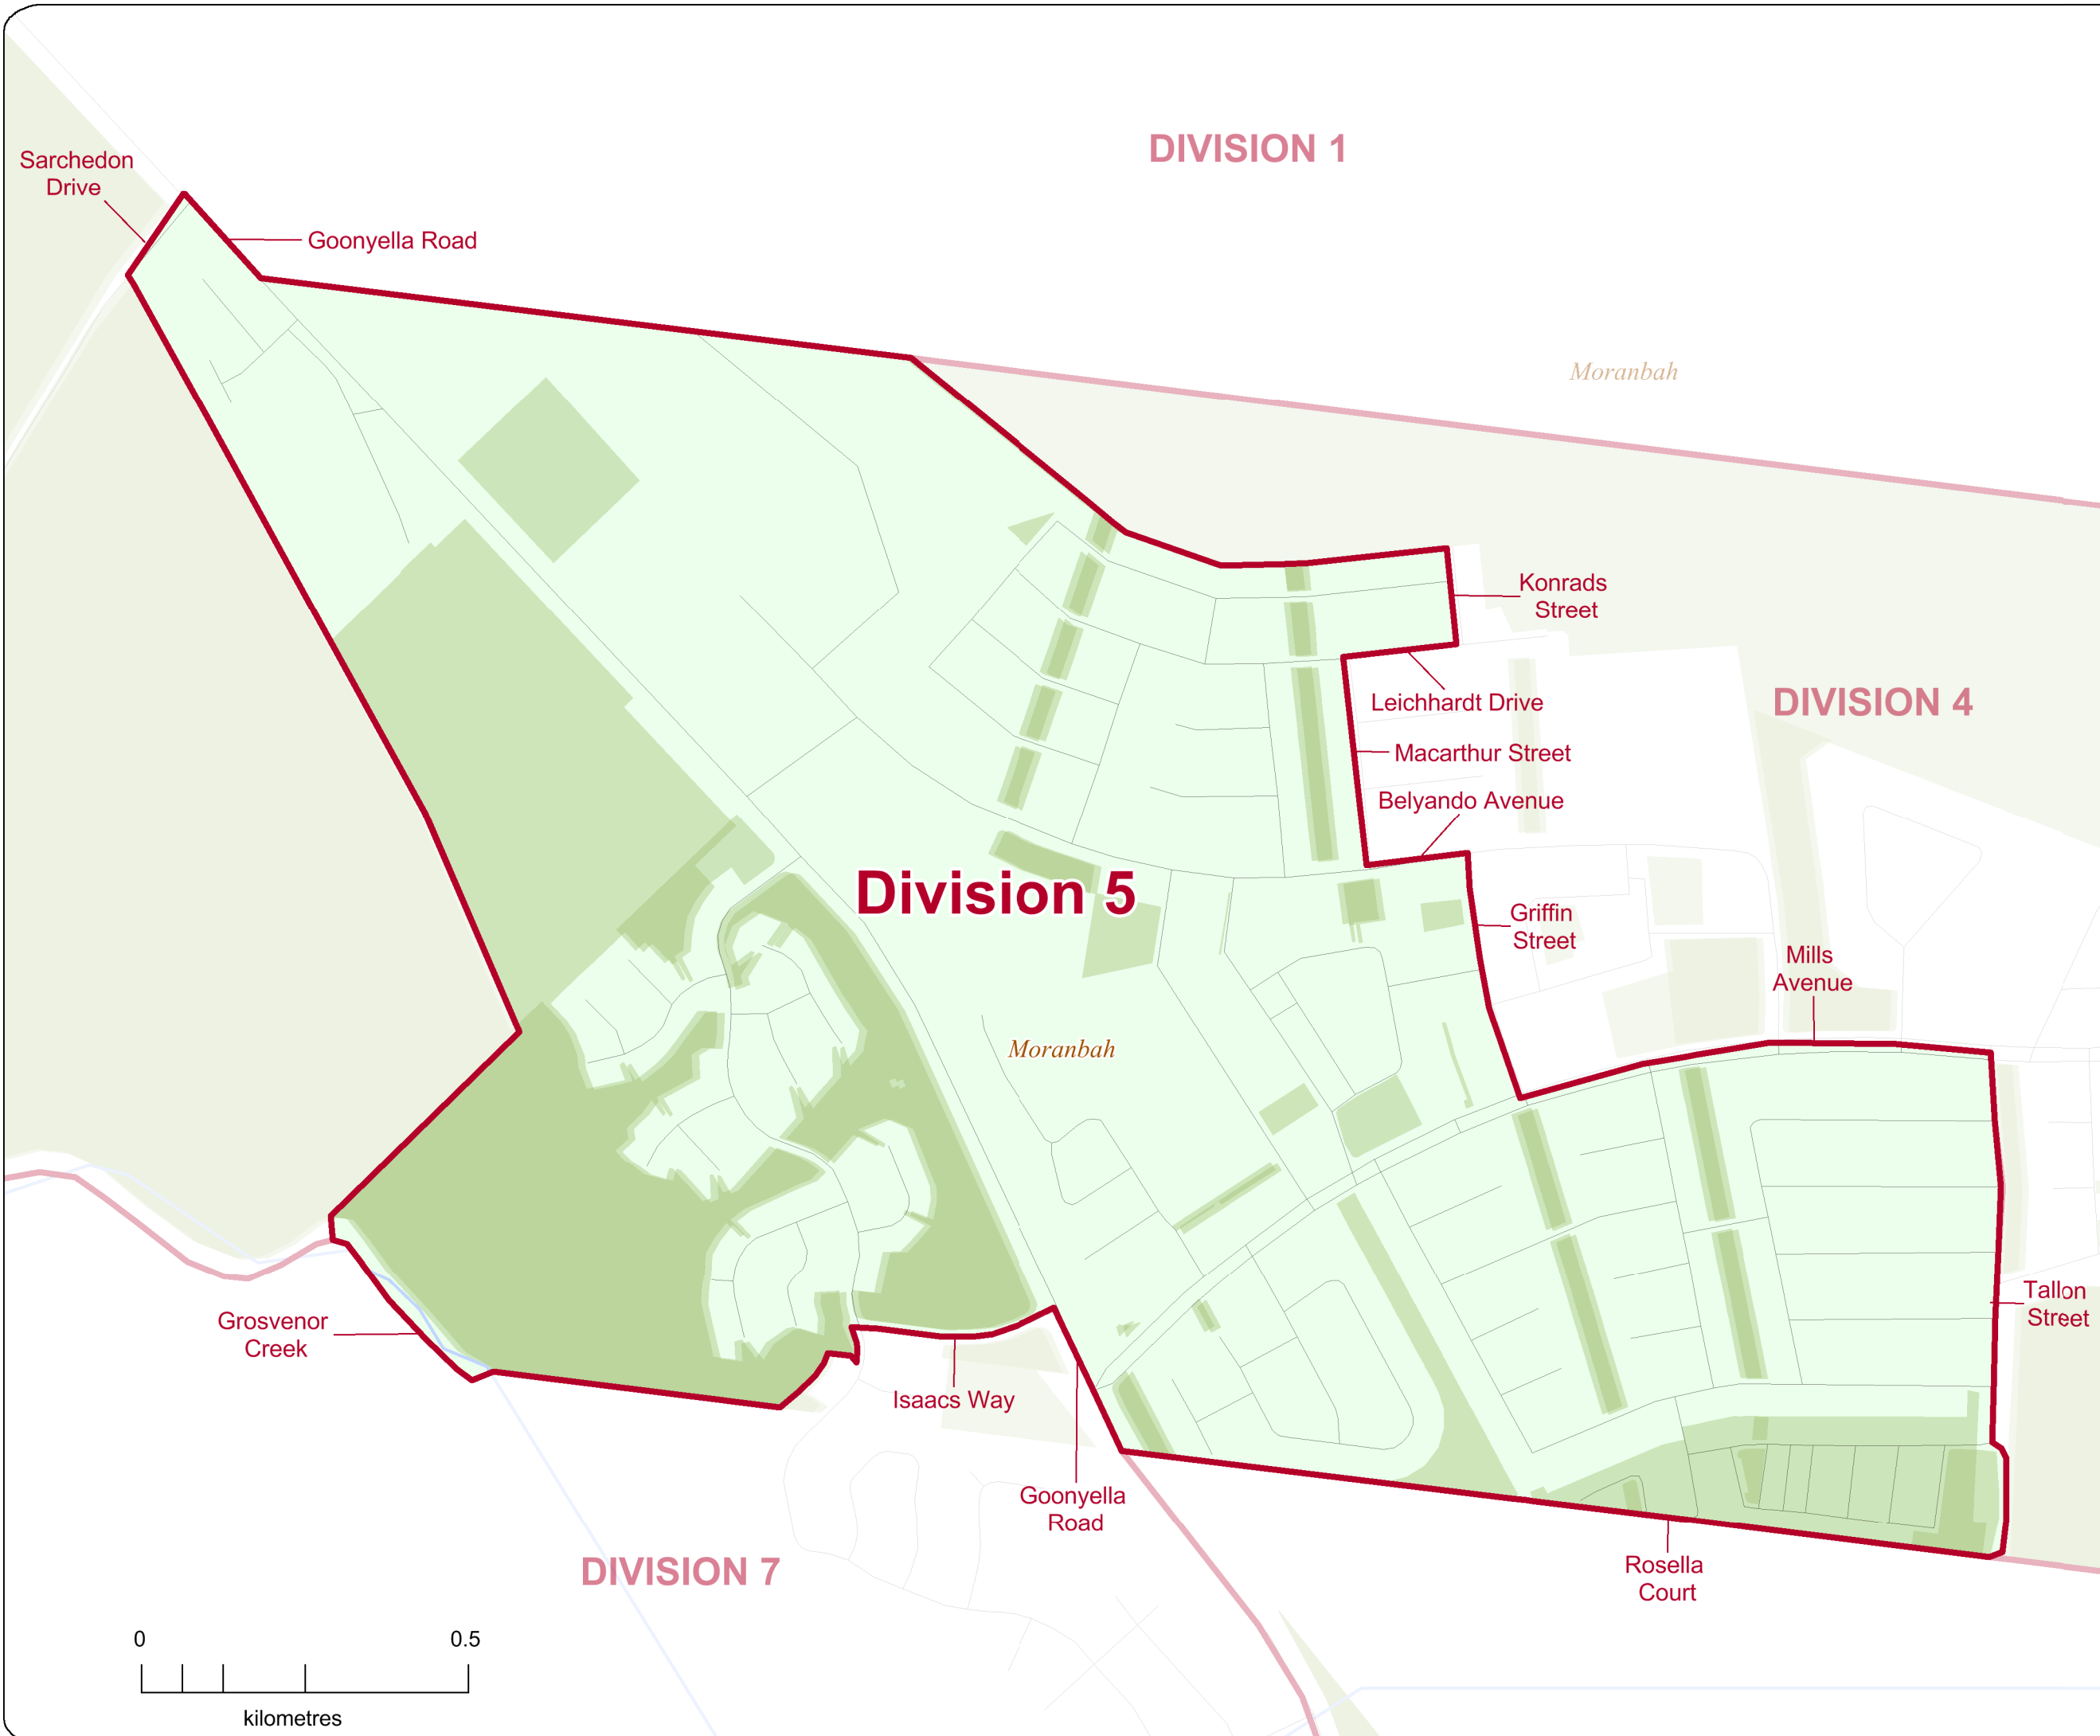 DIVISION 1
Sarchedon
Drive
Goonyella Road
Moranbah
Konrads
Street
Leichhardt Drive
DIVISION 4
Macarthur Street
Belyando Avenue
Division 5
Griffin
Street
Mills
Avenue
Moranbah
Tallon
Street
Grosvenor
Creek
Isaacs Way
Goonyella
Road
DIVISION 7
Rosella
Court
0 0.5
kilometres